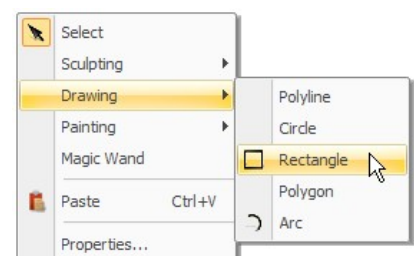 Select
Sculpting
Drawing
Painting
Magic Wand
Paste Ctrl+V
Properties...
Polyline
Circle
Rectangle
Polygon
Arc